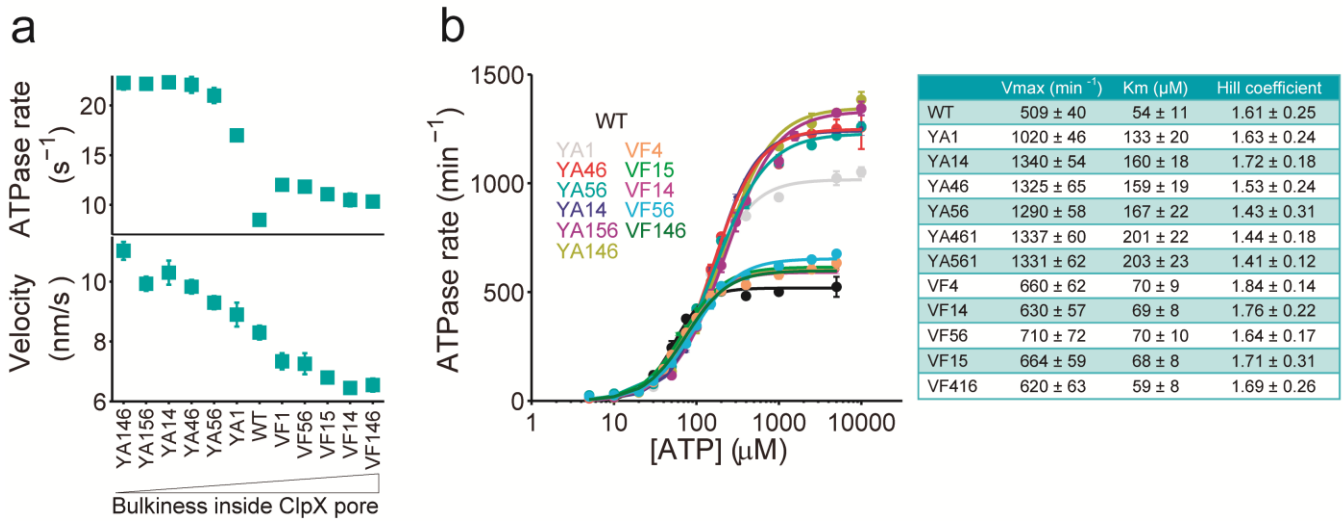 a
ATPase rate
(s⁻¹)
20
10
Velocity
(nm/s)
10
8
6
YA146
YA156
YA14
YA46
YA56
YA1
WT
VF1
VF56
VF15
VF14
VF146
Bulkiness inside ClpX pore
b
ATPase rate (min⁻¹)
1500
1000
500
0
WT
YA1 VF4
YA46 VF15
YA56 VF14
YA14 VF56
YA156 VF146
YA146
1 10 100 1000 10000
[ATP] (μM)
Vmax (min ⁻¹) Km (μM) Hill coefficient
WT 509 ± 40 54 ± 11 1.61 ± 0.25
YA1 1020 ± 46 133 ± 20 1.63 ± 0.24
YA14 1340 ± 54 160 ± 18 1.72 ± 0.18
YA46 1325 ± 65 159 ± 19 1.53 ± 0.24
YA56 1290 ± 58 167 ± 22 1.43 ± 0.31
YA461 1337 ± 60 201 ± 22 1.44 ± 0.18
YA561 1331 ± 62 203 ± 23 1.41 ± 0.12
VF4 660 ± 62 70 ± 9 1.84 ± 0.14
VF14 630 ± 57 69 ± 8 1.76 ± 0.22
VF56 710 ± 72 70 ± 10 1.64 ± 0.17
VF15 664 ± 59 68 ± 8 1.71 ± 0.31
VF416 620 ± 63 59 ± 8 1.69 ± 0.26